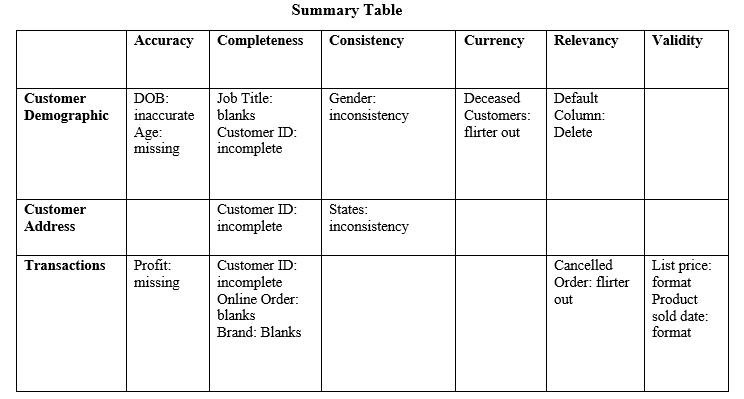 Summary Table
Accuracy Completeness Consistency Currency Relevancy Validity
Customer Demographic
DOB: inaccurate
Age: missing
Job Title: blanks
Customer ID: incomplete
Gender: inconsistency
Deceased Customers: flirter out
Default Column: Delete
Customer Address
Customer ID: incomplete
States: inconsistency
Transactions
Profit: missing
Customer ID: incomplete
Online Order: blanks
Brand: Blanks
Cancelled Order: flirter out
List price: format
Product sold date: format